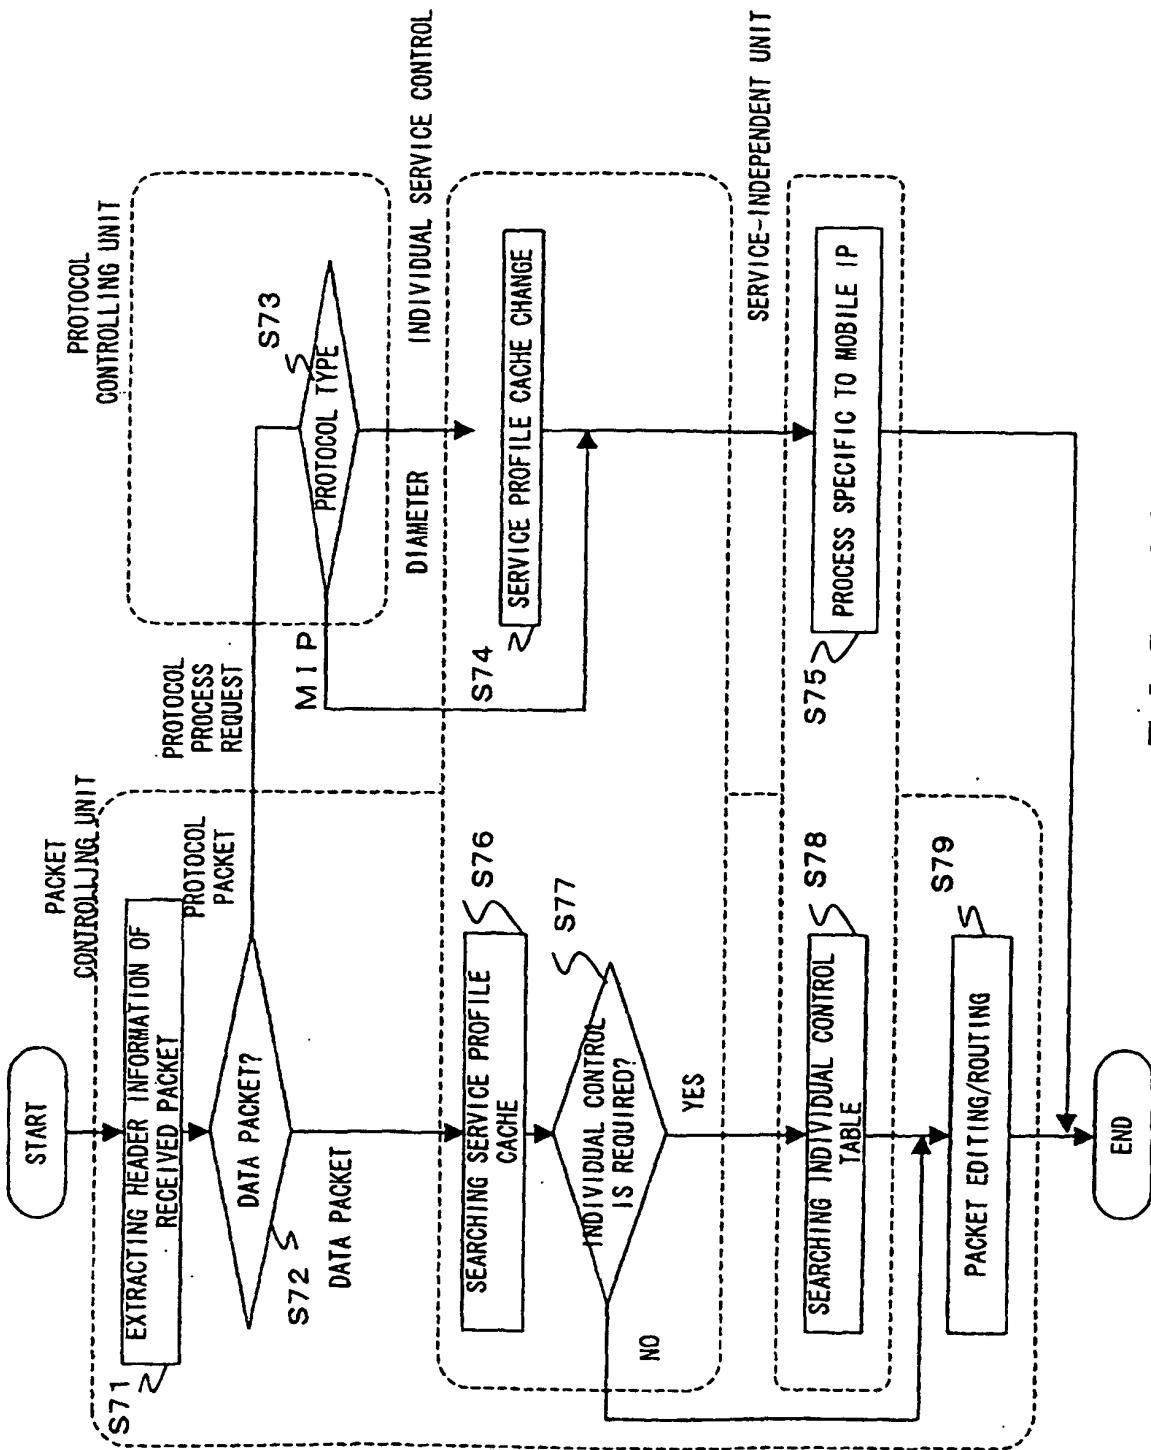 START
PACKET
CONTROLLING UNIT
S71
EXTRACTING HEADER INFORMATION OF
RECEIVED PACKET
PROTOCOL
PACKET
DATA PACKET?
S72
DATA PACKET
PROTOCOL
PROCESS
REQUEST
PROTOCOL
CONTROLLING UNIT
S73
PROTOCOL TYPE
MIP
DIAMETER
INDIVIDUAL SERVICE CONTROL
S74
SERVICE PROFILE CACHE CHANGE
S76
SEARCHING SERVICE PROFILE
CACHE
S77
INDIVIDUAL CONTROL
IS REQUIRED?
NO
YES
SERVICE-INDEPENDENT UNIT
S75
PROCESS SPECIFIC TO MOBILE IP
S78
SEARCHING INDIVIDUAL CONTROL
TABLE
S79
PACKET EDITING/ROUTING
END